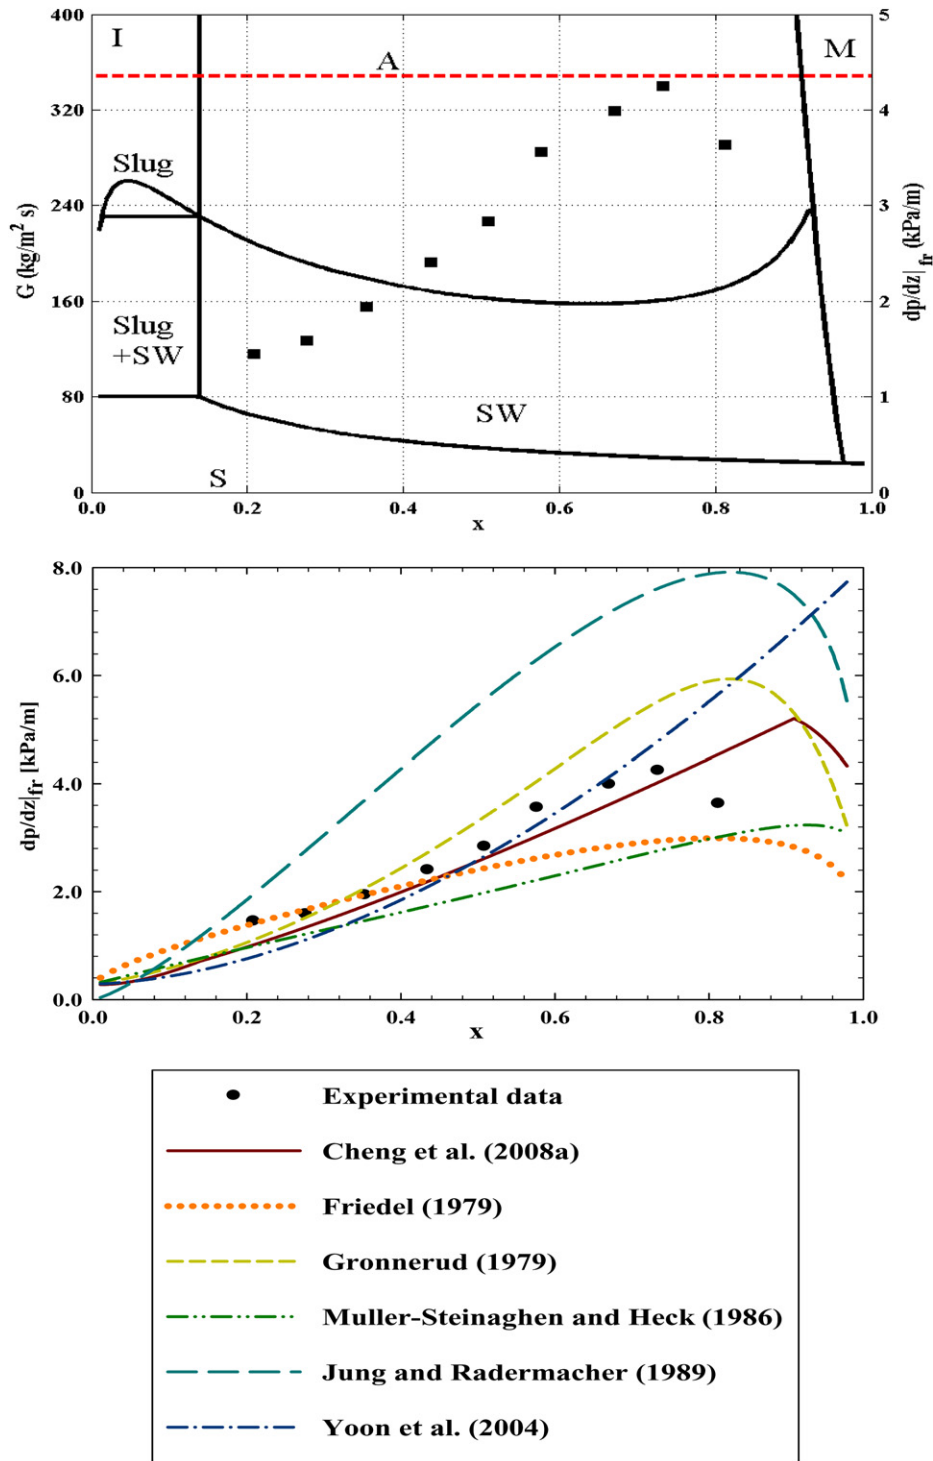 400
320
240
160
80
0
G (kg/m² s)
I
A
M
Slug
Slug
+SW
SW
S
5
4
3
2
1
0
dp/dz|fr (kPa/m)
0.0 0.2 0.4 0.6 0.8 1.0
x
8.0
6.0
4.0
2.0
0.0
dp/dz|fr [kPa/m]
0.0 0.2 0.4 0.6 0.8 1.0
x
Experimental data
Cheng et al. (2008a)
Friedel (1979)
Gronnerud (1979)
Muller-Steinaghen and Heck (1986)
Jung and Radermacher (1989)
Yoon et al. (2004)